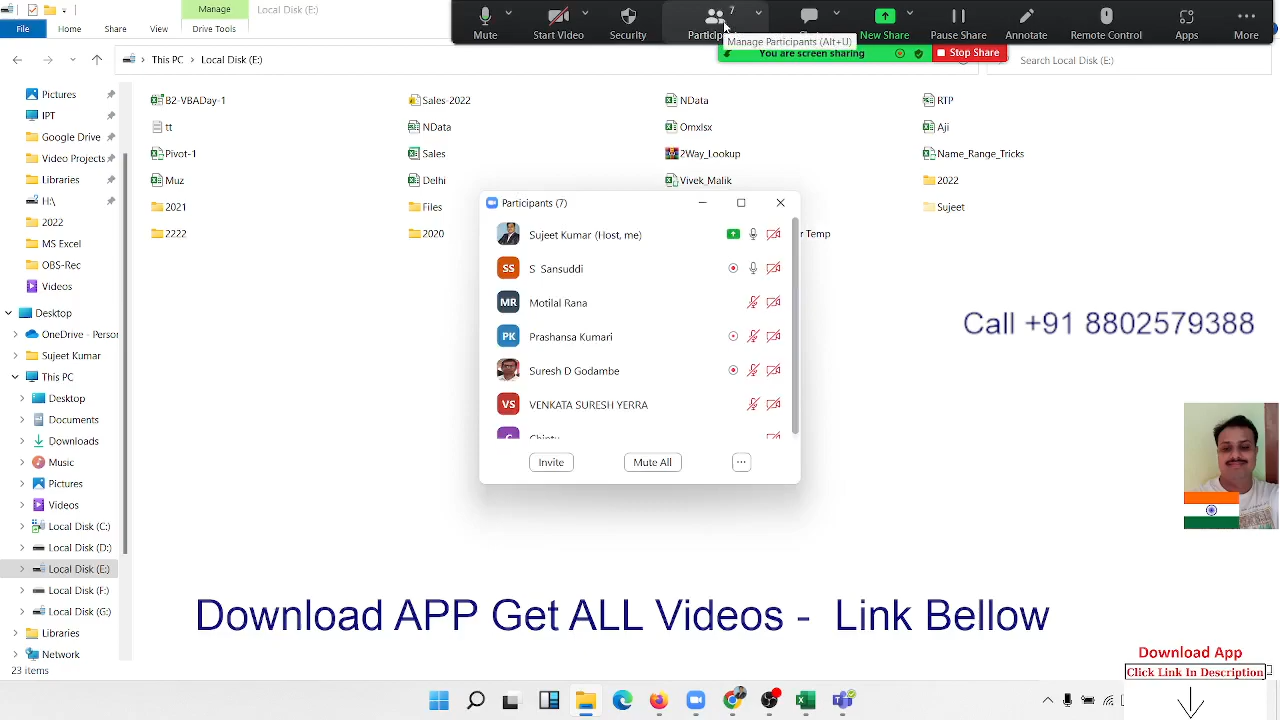 Manage
Local Disk (E:)
File
Home
Share
View
Drive Tools
Mute
Start Video
Security
7
New Share
Pause Share
Annotate
Remote Control
Apps
More
Manage Participants (Alt+U)
You are screen sharing
Stop Share
Search Local Disk (E:)
Pictures
IPT
Google Drive
Video Projects
Libraries
H:\
2022
MS Excel
OBS-Rec
Videos
Desktop
OneDrive - Person
Sujeet Kumar
This PC
Desktop
Documents
Downloads
Music
Pictures
Videos
Local Disk (C:)
Local Disk (D:)
Local Disk (E:)
Local Disk (F:)
Local Disk (G:)
Libraries
Network
23 items
B2-VBADay-1
Sales-2022
NData
RTP
tt
NData
Omxlsx
Aji
Pivot-1
Sales
2Way_Lookup
Name_Range_Tricks
Muz
Delhi
Vivek_Malik
2022
2021
Files
Sujeet
2222
2020
r Temp
Participants (7)
Sujeet Kumar (Host, me)
SS
S Sansuddi
MR
Motilal Rana
PK
Prashansa Kumari
Suresh D Godambe
VS
VENKATA SURESH YERRA
Invite
Mute All
Call +91 8802579388
Download APP Get ALL Videos - Link Bellow
Download App
Click Link In Description